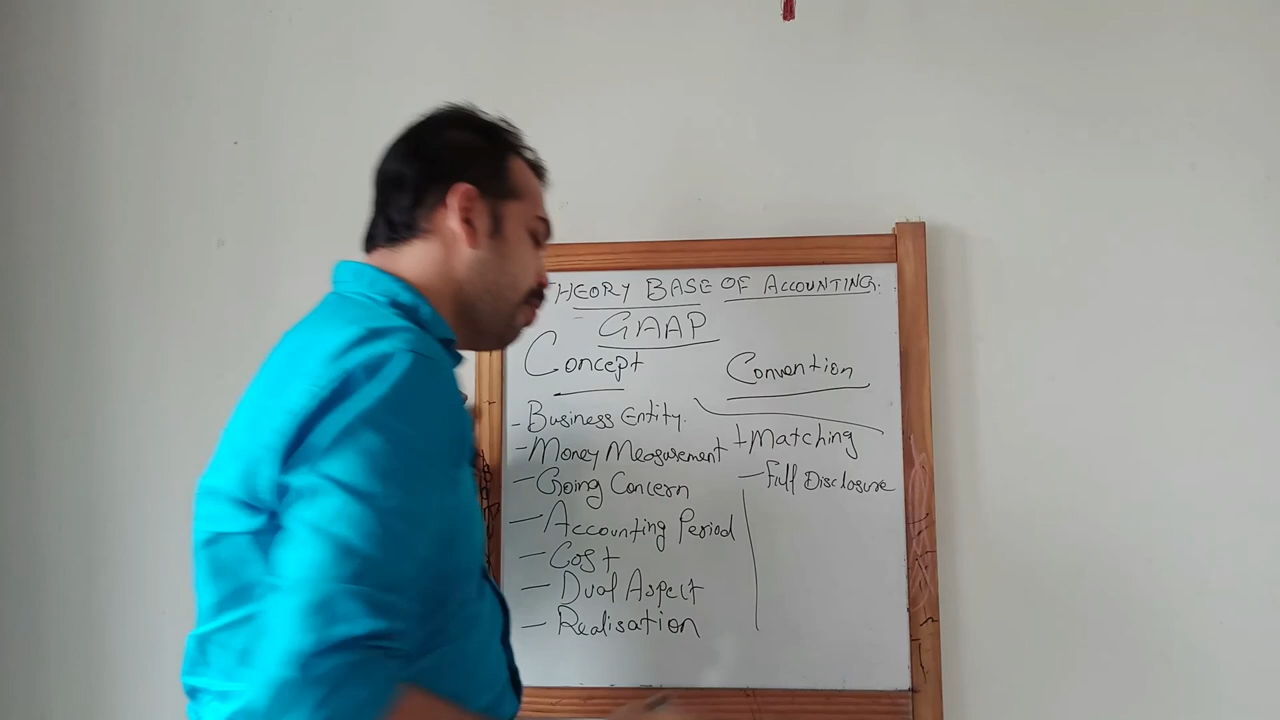 THEORY BASE OF ACCOUNTING.
GAAP
Concept
- Business Entity.
- Money Measurement
- Going Concern
- Accounting Period
- Cost
- Dual Aspect
- Realisation
Convention
- Matching
- Full Disclosure